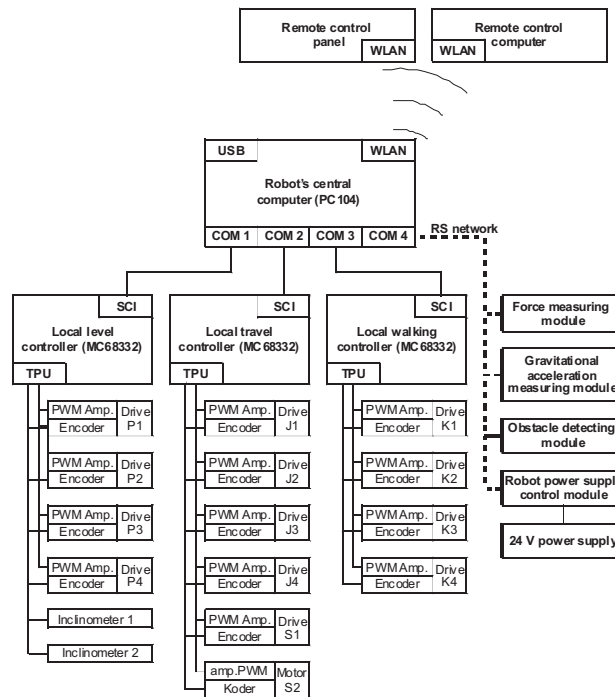 Remote control
panel
WLAN
Remote control
computer
WLAN
USB
WLAN
Robot's central
computer (PC104)
COM 1
COM 2
COM 3
COM 4
RS network
SCI
Local level
controller (MC68332)
TPU
PWM Amp.
Encoder
Drive
P1
PWM Amp.
Encoder
Drive
P2
PWM Amp.
Encoder
Drive
P3
PWM Amp.
Encoder
Drive
P4
Inclinometer 1
Inclinometer 2
SCI
Local travel
controller (MC68332)
TPU
PWM Amp.
Encoder
Drive
J1
PWM Amp.
Encoder
Drive
J2
PWM Amp.
Encoder
Drive
J3
PWM Amp.
Encoder
Drive
J4
PWM Amp.
Encoder
Drive
S1
amp.PWM
Koder
Motor
S2
SCI
Local walking
controller (MC68332)
TPU
PWM Amp.
Encoder
Drive
K1
PWM Amp.
Encoder
Drive
K2
PWM Amp.
Encoder
Drive
K3
PWM Amp.
Encoder
Drive
K4
Force measuring
module
Gravitational
acceleration
measuring module
Obstacle detecting
module
Robot power supply
control module
24 V power supply